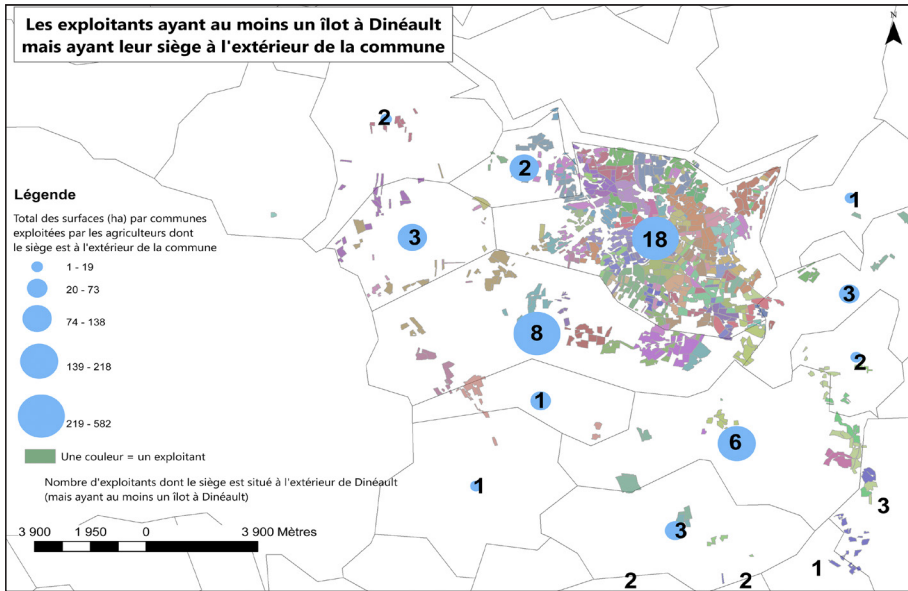 Les exploitants ayant au moins un îlot à Dinéault
mais ayant leur siège à l'extérieur de la commune
N
2
2
1
Légende
Total des surfaces (ha) par communes
exploitées par les agriculteurs dont
le siège est à l'extérieur de la commune
3
18
1 - 19
20 - 73
3
74 - 138
8
139 - 218
2
1
219 - 582
6
Une couleur = un exploitant
Nombre d'exploitants dont le siège est situé à l'extérieur de Dinéault
(mais ayant au moins un îlot à Dinéault)
1
3
3 900 1 950 0 3 900 Mètres
3
1
2
2